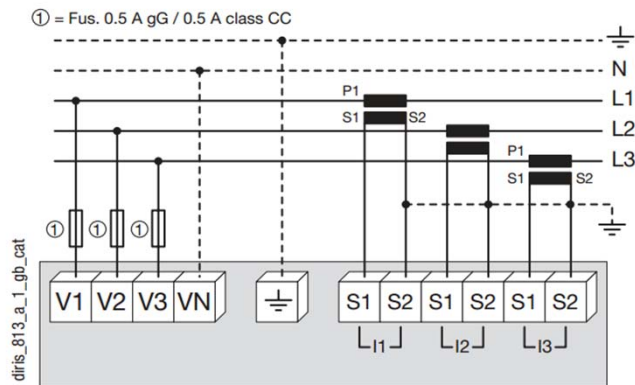 ① = Fus. 0.5 A gG / 0.5 A class CC
N
P1
L1
S1 S2
L2
P1
L3
S1 S2
① ① ①
V1 V2 V3 VN S1 S2 S1 S2 S1 S2
I1 I2 I3
diris_813_a_1_gb_cat